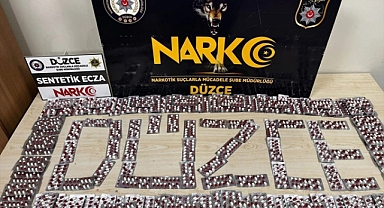 NARKO
NARKOTİK SUÇLARLA MÜCADELE ŞUBE MÜDÜRLÜĞÜ
DÜZCE
DÜZCE
SENTETİK ECZA
NARKO
DÜZCE